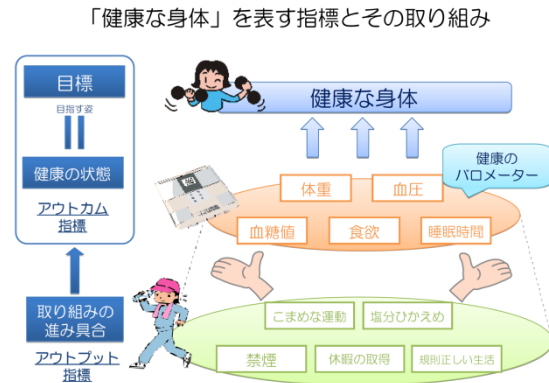 「健康な身体」を表す指標とその取り組み
目標
目指す姿
健康の状態
アウトカム
指標
取り組みの
進み具合
アウトプット
指標
健康な身体
健康の
バロメーター
体重
血圧
血糖値
食欲
睡眠時間
こまめな運動
塩分ひかえめ
禁煙
休暇の取得
規則正しい生活